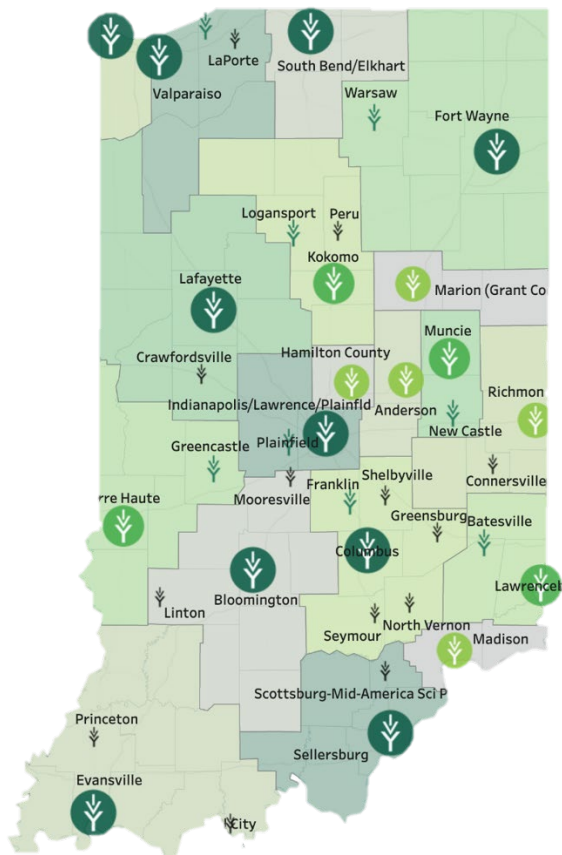 LaPorte
South Bend/Elkhart
Valparaiso
Warsaw
Fort Wayne
Logansport
Peru
Kokomo
Lafayette
Marion (Grant Co
Muncie
Hamilton County
Crawfordsville
Richmon
Indianapolis/Lawrence/Plainfld
Anderson
New Castle
Plainfield
Greencastle
Shelbyville
Connersville
Franklin
Mooresville
rre Haute
Greensburg
Batesville
Columbus
Lawrencel
Bloomington
Linton
North Vernon
Seymour
Madison
Scottsburg-Mid-America Sci P
Princeton
Sellersburg
Evansville
City